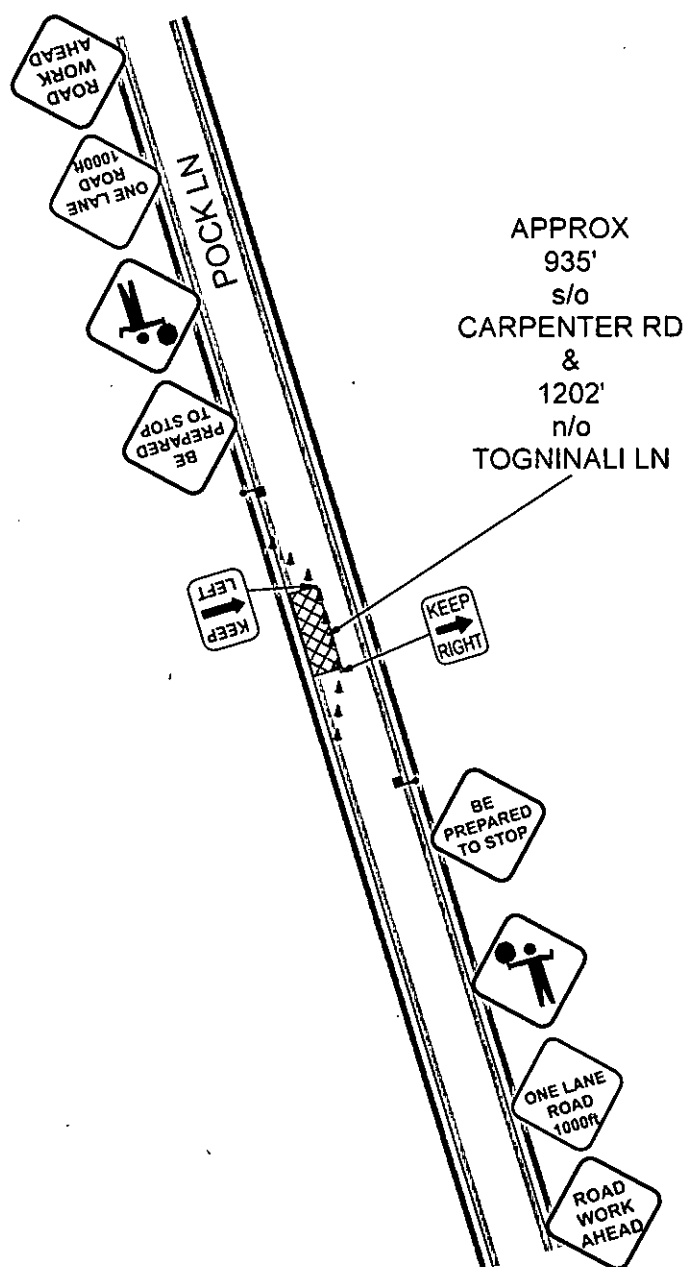 ROAD
WORK
AHEAD
ONE LANE
ROAD
1000ft
POCK LN
BE
PREPARED
TO STOP
APPROX
935'
s/o
CARPENTER RD
&
1202'
n/o
TOGNINALI LN
KEEP
LEFT
KEEP
RIGHT
BE
PREPARED
TO STOP
ONE LANE
ROAD
1000ft
ROAD
WORK
AHEAD